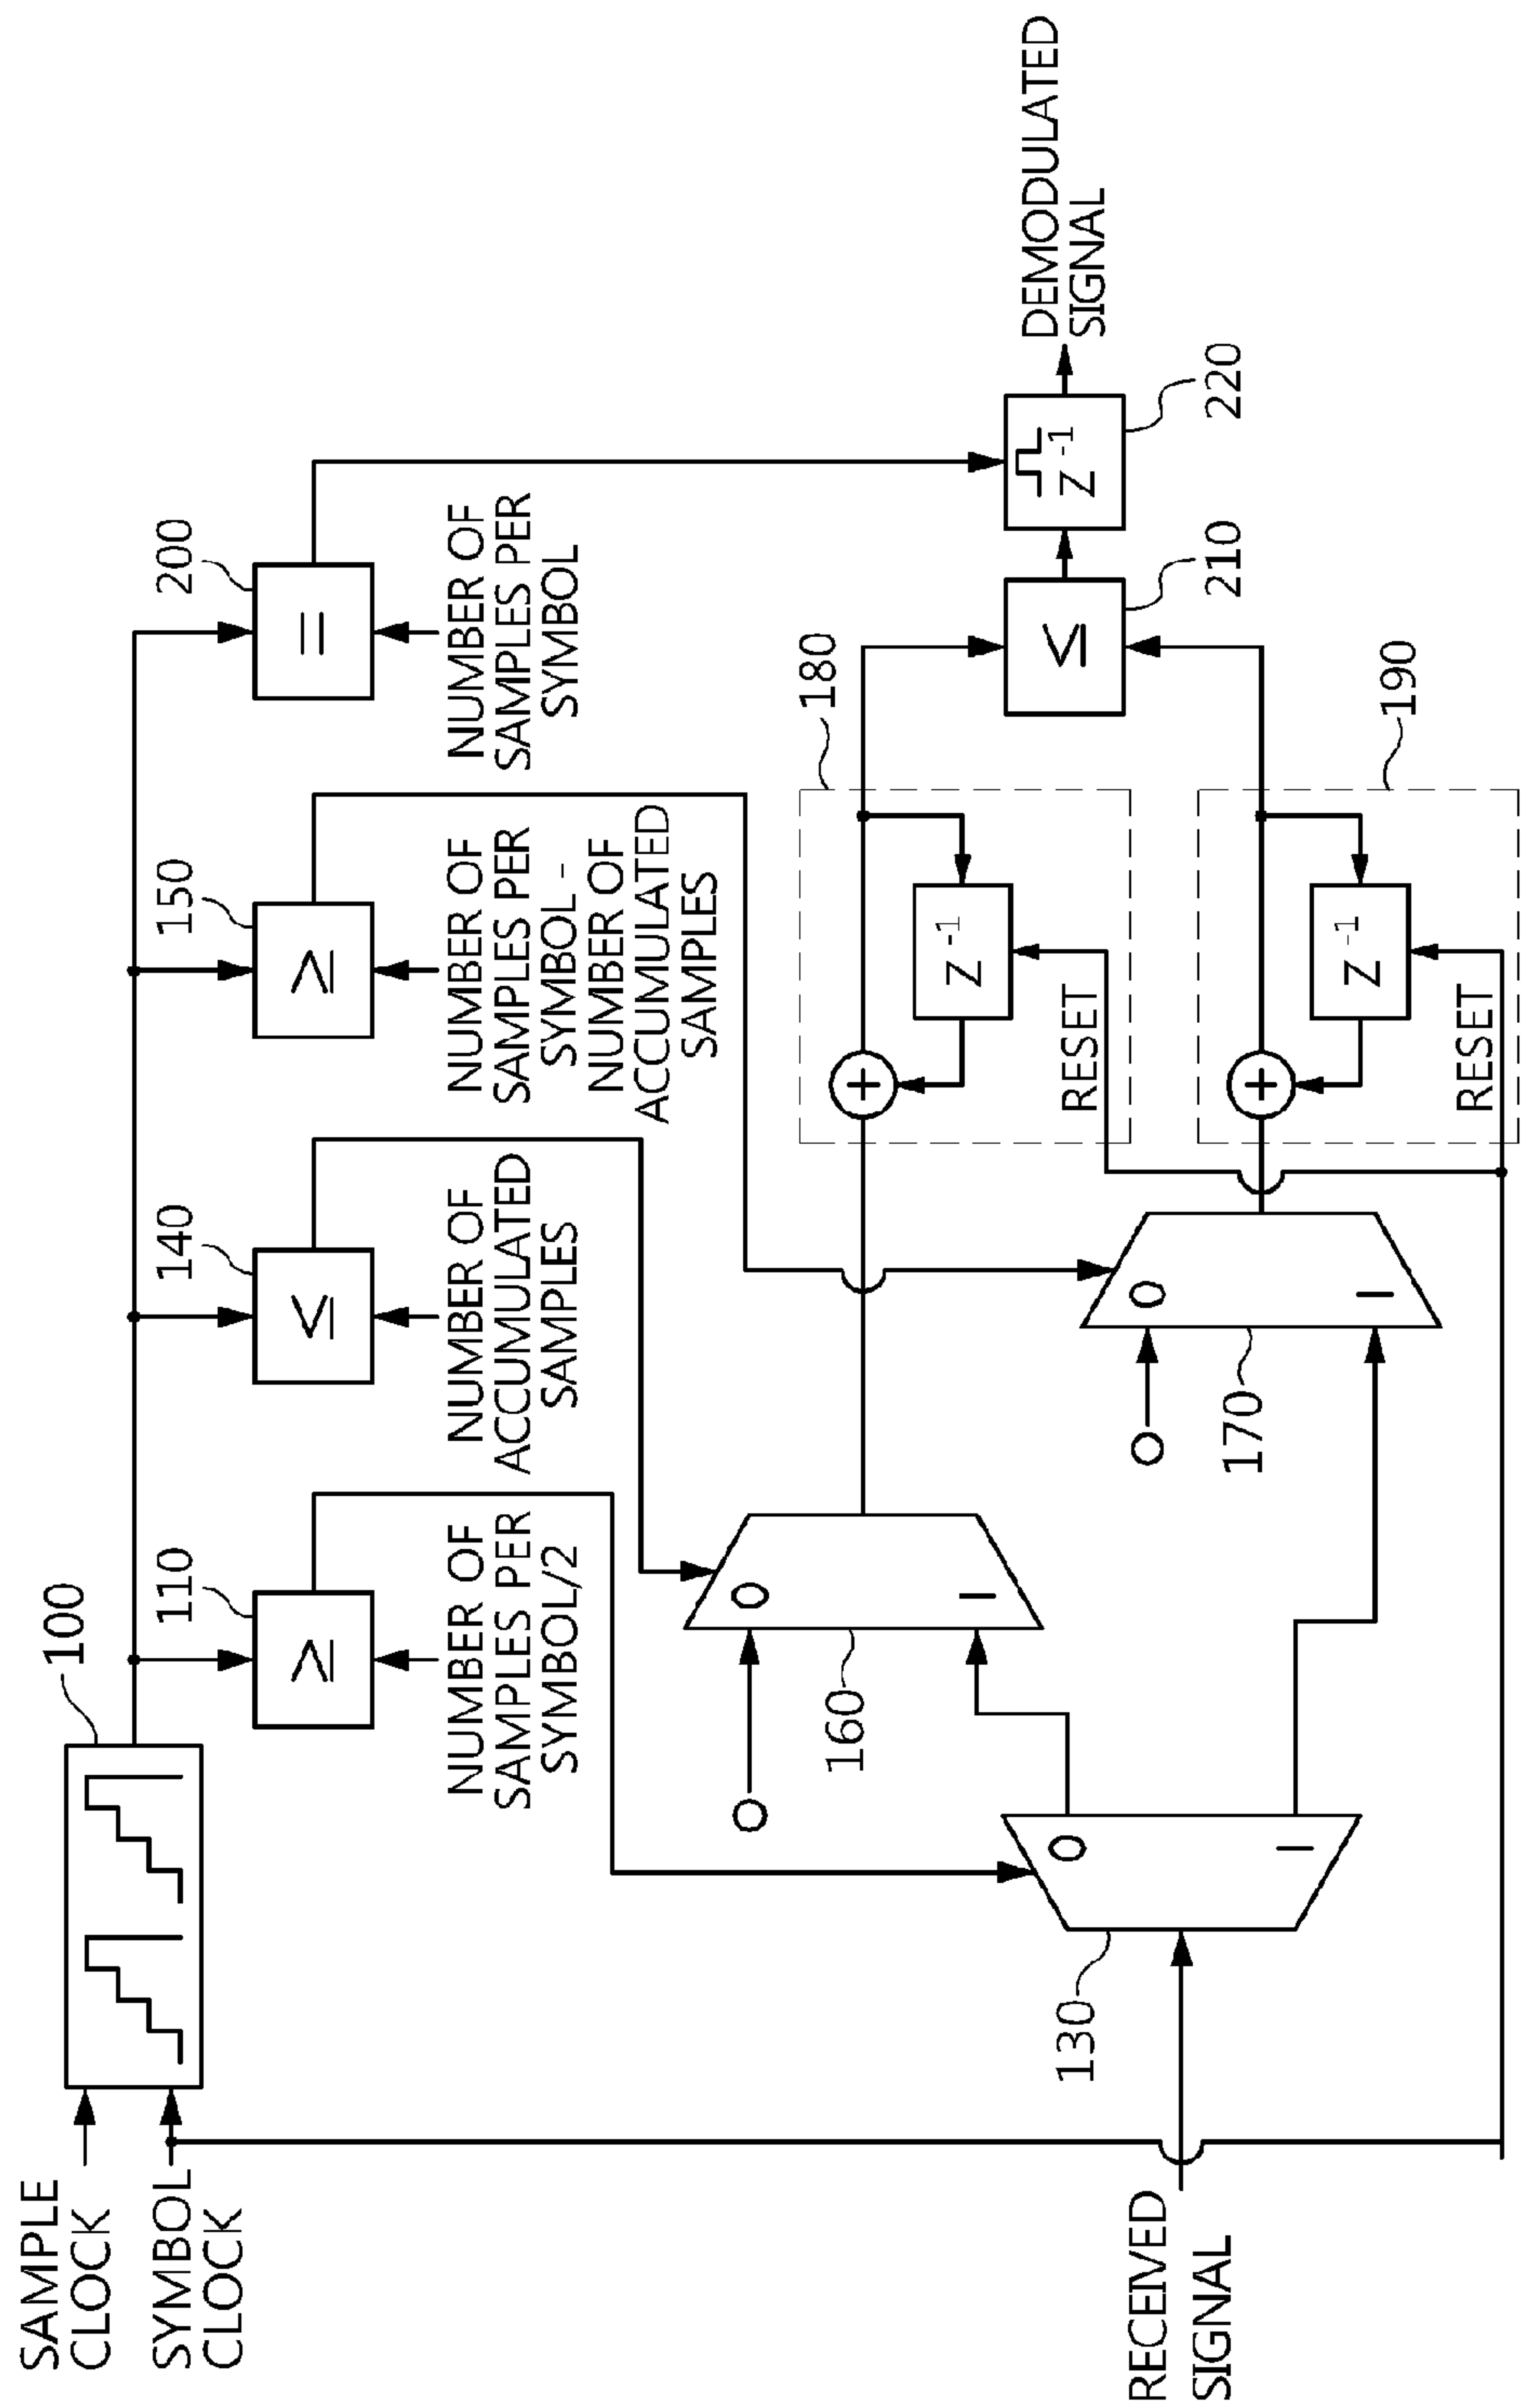 SAMPLE
CLOCK
SYMBOL
CLOCK
100
110
140
150
200
≥
≤
≥
=
NUMBER OF
SAMPLES PER
SYMBOL/2
NUMBER OF
ACCUMULATED
SAMPLES
NUMBER OF
SAMPLES PER
SYMBOL -
NUMBER OF
ACCUMULATED
SAMPLES
NUMBER OF
SAMPLES PER
SYMBOL
0
0
1
160
180
+
Z-1
RESET
RECEIVED
SIGNAL
130
0
1
0
0
1
170
≤
210
Z-1
220
DEMODULATED
SIGNAL
+
Z-1
RESET
190